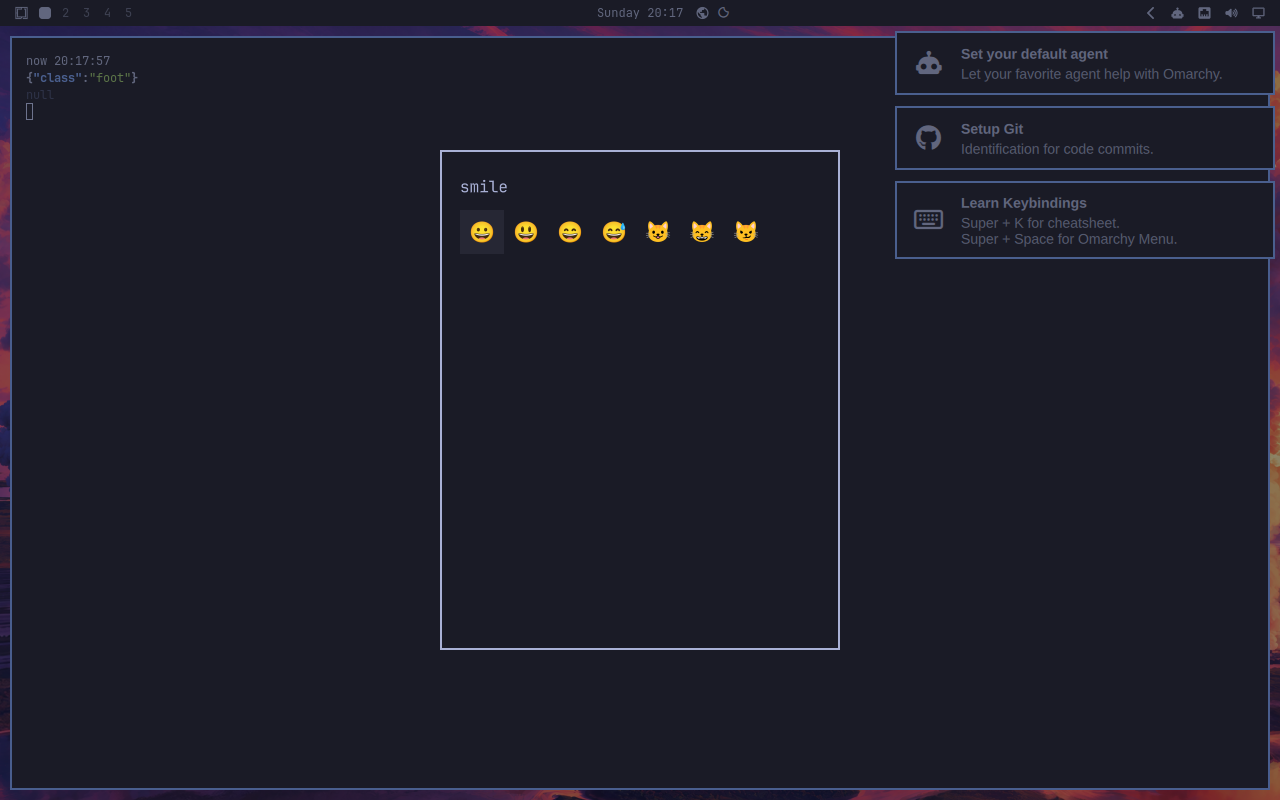 2 3 4 5
Sunday 20:17
now 20:17:57
{"class":"foot"}
null
smile
Set your default agent
Let your favorite agent help with Omarchy.
Setup Git
Identification for code commits.
Learn Keybindings
Super + K for cheatsheet.
Super + Space for Omarchy Menu.